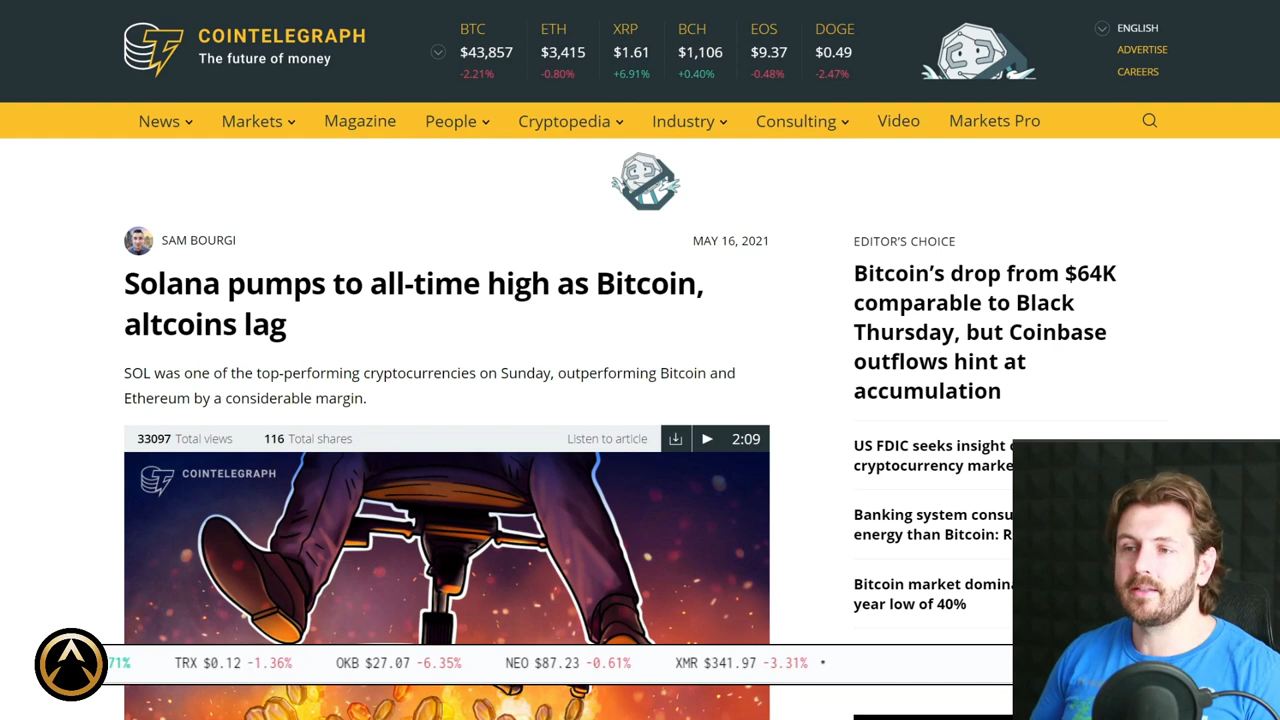 COINTELEGRAPH
The future of money
BTC
$43,857
-2.21%
ETH
$3,415
-0.80%
XRP
$1.61
+6.91%
BCH
$1,106
+0.40%
EOS
$9.37
-0.48%
DOGE
$0.49
-2.47%
ENGLISH
ADVERTISE
CAREERS
News Markets Magazine People Cryptopedia Industry Consulting Video Markets Pro
SAM BOURGI
MAY 16, 2021
Solana pumps to all-time high as Bitcoin,
altcoins lag
SOL was one of the top-performing cryptocurrencies on Sunday, outperforming Bitcoin and
Ethereum by a considerable margin.
33097 Total views 116 Total shares Listen to article 2:09
COINTELEGRAPH
EDITOR'S CHOICE
Bitcoin's drop from $64K
comparable to Black
Thursday, but Coinbase
outflows hint at
accumulation
US FDIC seeks insight
cryptocurrency marke
Banking system consu
energy than Bitcoin: R
Bitcoin market domina
year low of 40%
71% TRX $0.12 -1.36% OKB $27.07 -6.35% NEO $87.23 -0.61% XMR $341.97 -3.31% •